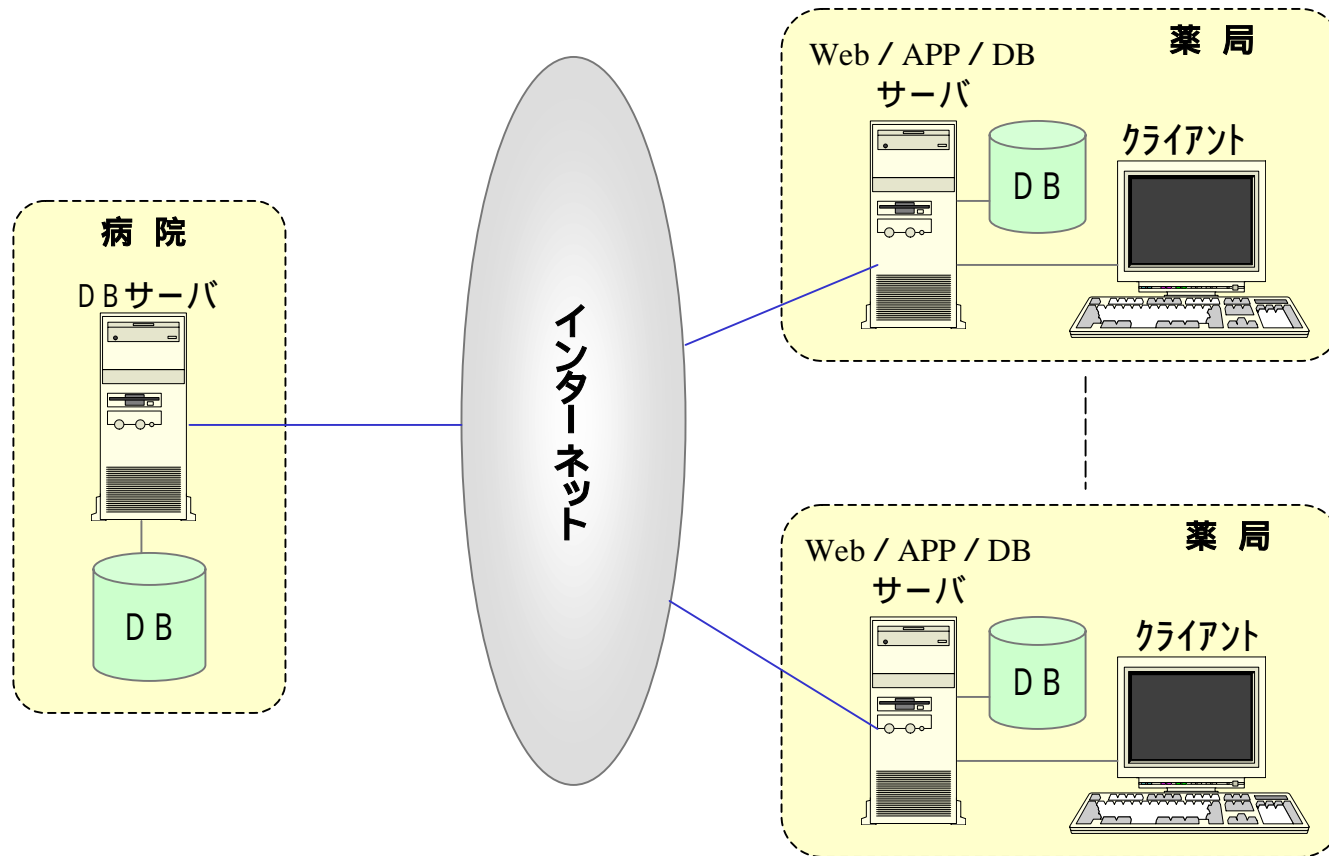 病 院
DBサーバ
DB
インターネット
薬 局
Web / APP / DB
サーバ
DB
クライアント
薬 局
Web / APP / DB
サーバ
DB
クライアント